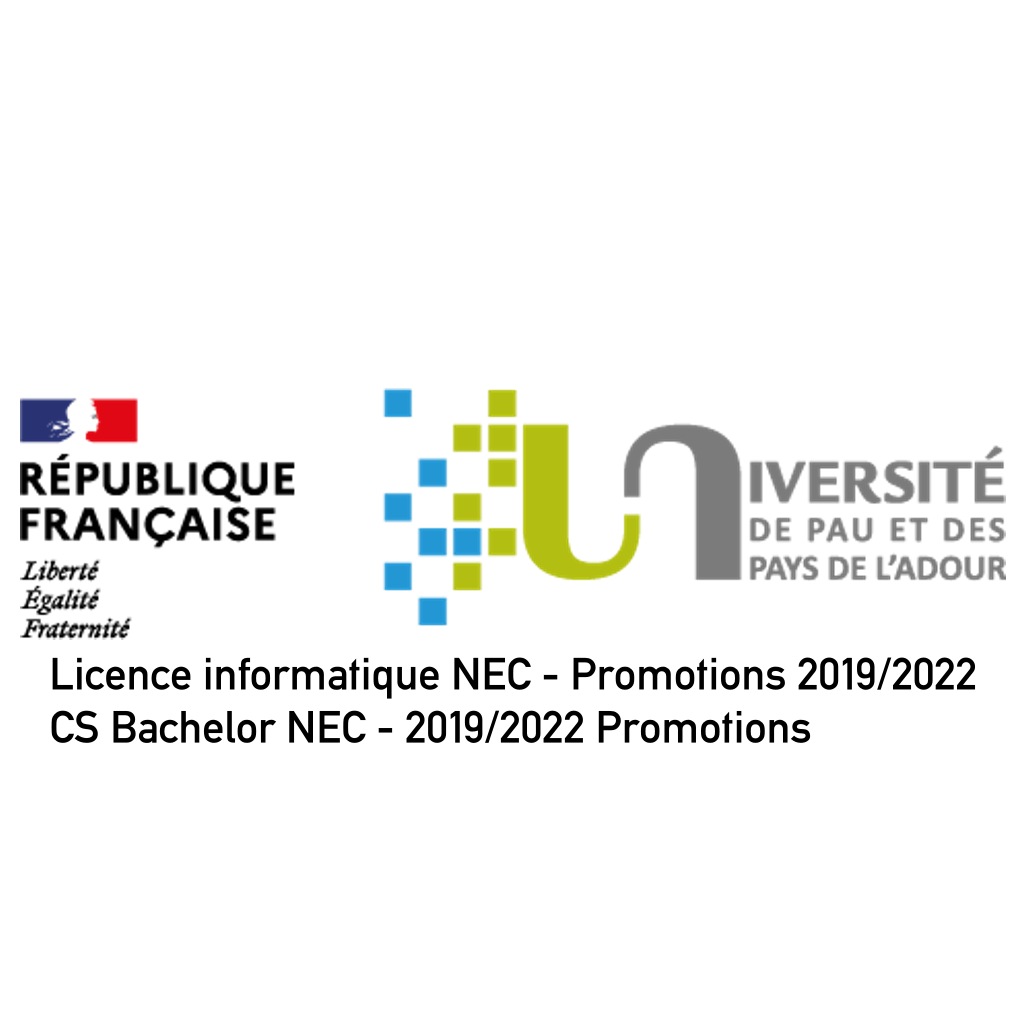 RÉPUBLIQUE
FRANÇAISE
Liberté
Égalité
Fraternité
UNIVERSITÉ
DE PAU ET DES
PAYS DE L'ADOUR
Licence informatique NEC - Promotions 2019/2022
CS Bachelor NEC - 2019/2022 Promotions